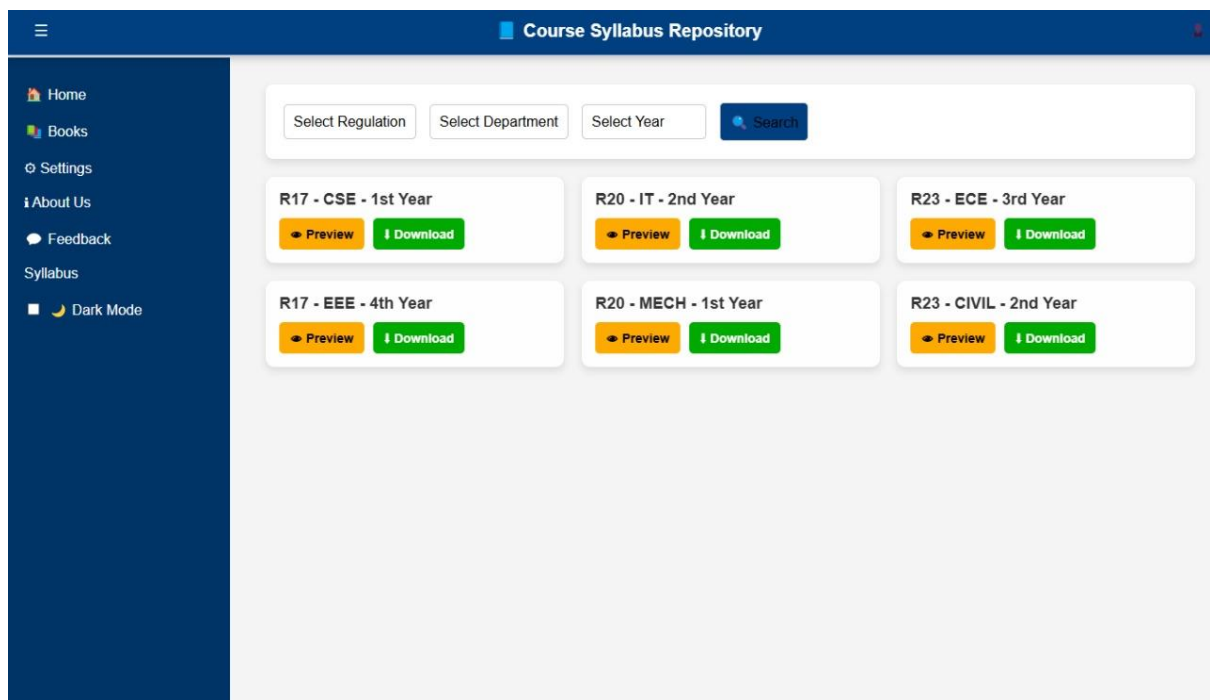 ☰ 📘 Course Syllabus Repository
🏠 Home
📚 Books
⚙ Settings
ℹ About Us
💬 Feedback
Syllabus
🌙 Dark Mode
Select Regulation Select Department Select Year 🔍 Search
R17 - CSE - 1st Year
👁 Preview ⬇ Download
R20 - IT - 2nd Year
👁 Preview ⬇ Download
R23 - ECE - 3rd Year
👁 Preview ⬇ Download
R17 - EEE - 4th Year
👁 Preview ⬇ Download
R20 - MECH - 1st Year
👁 Preview ⬇ Download
R23 - CIVIL - 2nd Year
👁 Preview ⬇ Download